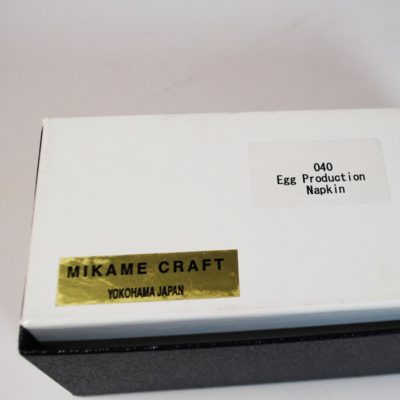 040
Egg Production
Napkin
MIKAME CRAFT
YOKOHAMA JAPAN